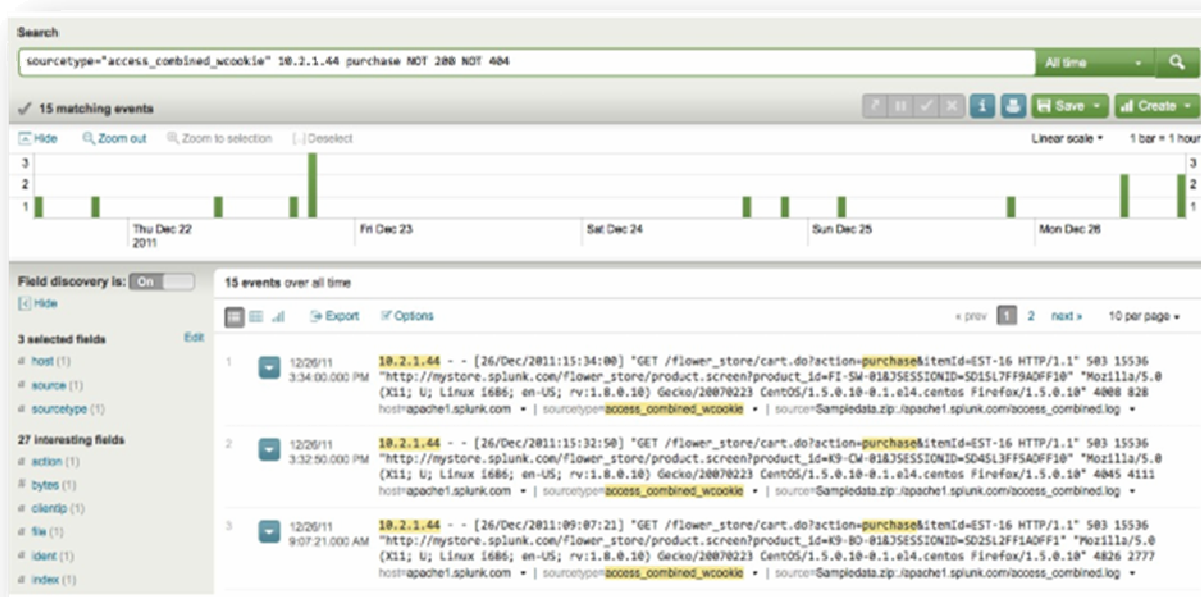 Search
sourcetype="access_combined_wcookie" 10.2.1.44 purchase NOT 200 NOT 404
All time
15 matching events
i
Save
Create
Hide
Zoom out
Zoom to selection
[..] Deselect
Linear scale
1 bar = 1 hour
3
2
1
3
2
1
Thu Dec 22
2011
Fri Dec 23
Sat Dec 24
Sun Dec 25
Mon Dec 26
Field discovery is: On
Hide
3 selected fields
Edit
host (1)
source (1)
sourcetype (1)
27 interesting fields
action (1)
bytes (1)
clientip (1)
file (1)
ident (1)
index (1)
15 events over all time
Export
Options
« prev 1 2 next »
10 per page
1
12/26/11
3:34:00.000 PM
10.2.1.44 - - [26/Dec/2011:15:34:00] "GET /flower_store/cart.do?action=purchase&itemId=EST-16 HTTP/1.1" 503 15536
"http://mystore.splunk.com/flower_store/product.screen?product_id=FI-SW-01&JSESSIONID=SD1SL7FF9ADFF10" "Mozilla/5.0
(X11; U; Linux i686; en-US; rv:1.8.0.10) Gecko/20070223 CentOS/1.5.0.10-0.1.el4.centos Firefox/1.5.0.10" 4008 828
host=apache1.splunk.com | sourcetype=access_combined_wcookie | source=Sampledata.zip:/apache1.splunk.com/access_combined.log
2
12/26/11
3:32:50.000 PM
10.2.1.44 - - [26/Dec/2011:15:32:50] "GET /flower_store/cart.do?action=purchase&itemId=EST-16 HTTP/1.1" 503 15536
"http://mystore.splunk.com/flower_store/product.screen?product_id=K9-CW-01&JSESSIONID=SD4SL3FF5ADFF10" "Mozilla/5.0
(X11; U; Linux i686; en-US; rv:1.8.0.10) Gecko/20070223 CentOS/1.5.0.10-0.1.el4.centos Firefox/1.5.0.10" 4045 4111
host=apache1.splunk.com | sourcetype=access_combined_wcookie | source=Sampledata.zip:/apache1.splunk.com/access_combined.log
3
12/26/11
9:07:21.000 AM
10.2.1.44 - - [26/Dec/2011:09:07:21] "GET /flower_store/cart.do?action=purchase&itemId=EST-16 HTTP/1.1" 503 15536
"http://mystore.splunk.com/flower_store/product.screen?product_id=K9-BD-01&JSESSIONID=SD2SL2FF1ADFF7" "Mozilla/5.0
(X11; U; Linux i686; en-US; rv:1.8.0.10) Gecko/20070223 CentOS/1.5.0.10-0.1.el4.centos Firefox/1.5.0.10" 4826 2777
host=apache1.splunk.com | sourcetype=access_combined_wcookie | source=Sampledata.zip:/apache1.splunk.com/access_combined.log